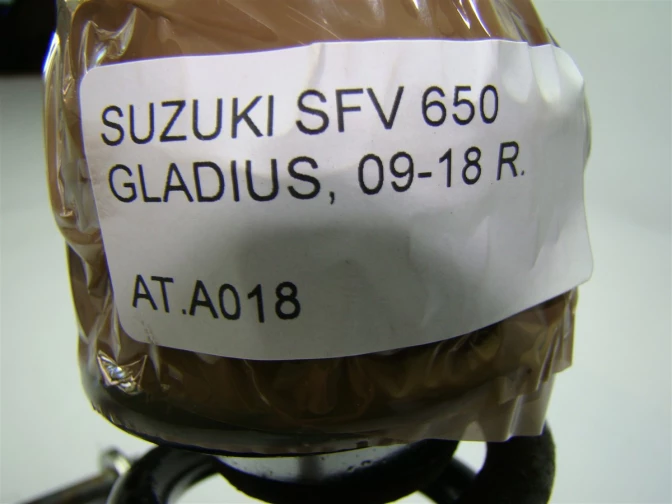 SUZUKI SFV 650
GLADIUS, 09-18 R.
AT.A018